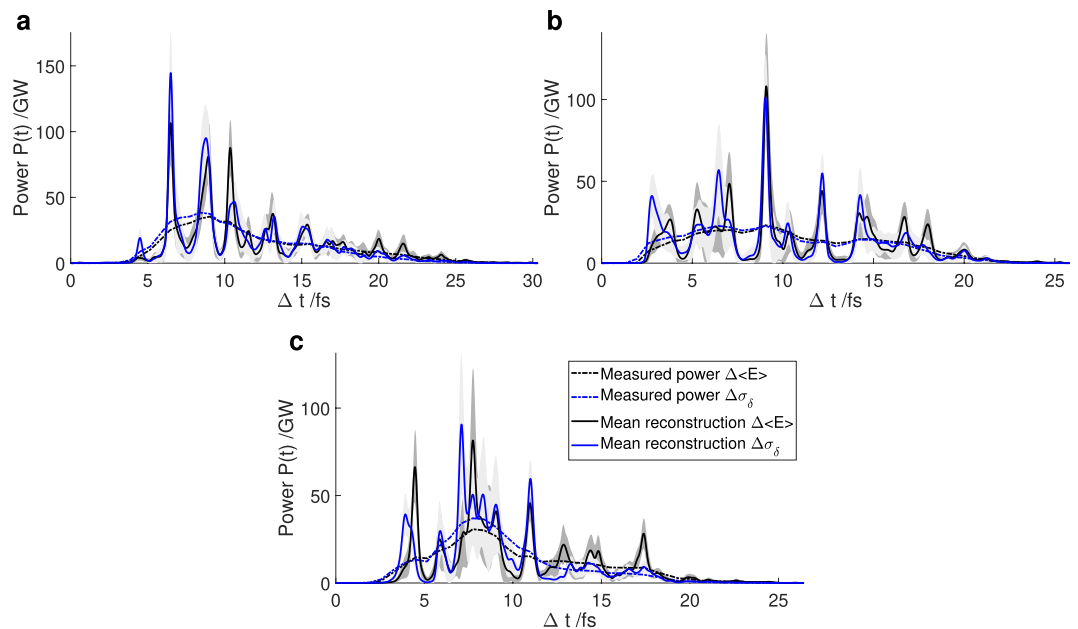 a
Power P(t) /GW
150
100
50
0
0 5 10 15 20 25 30
Δ t /fs
b
Power P(t) /GW
100
50
0
0 5 10 15 20 25
Δ t /fs
c
Power P(t) /GW
100
50
0
0 5 10 15 20 25
Δ t /fs
Measured power Δ<E>
Measured power Δσδ
Mean reconstruction Δ<E>
Mean reconstruction Δσδ